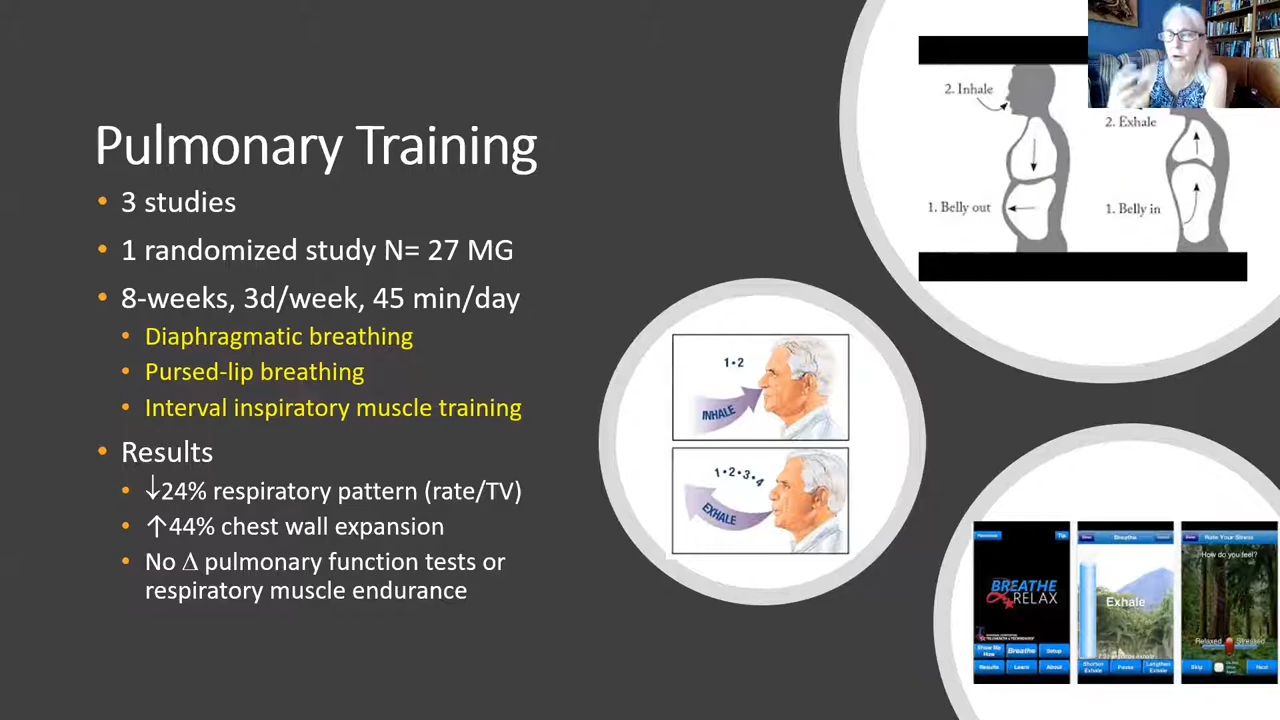 Pulmonary Training
• 3 studies
• 1 randomized study N= 27 MG
• 8-weeks, 3d/week, 45 min/day
• Diaphragmatic breathing
• Pursed-lip breathing
• Interval inspiratory muscle training
• Results
• ↓24% respiratory pattern (rate/TV)
• ↑44% chest wall expansion
• No Δ pulmonary function tests or
respiratory muscle endurance
2. Inhale
1. Belly out
2. Exhale
1. Belly in
1•2
INHALE
1•2•3•4
EXHALE
Tip
BREATHE
2 RELAX
Show Me How
Breathe
Setup
Results
Learn
About
Breathe
Exhale
Shorten Exhale
Pause
Lengthen Exhale
Rate Your Stress
How do you feel?
Relaxed
Stressed
Skip
Next